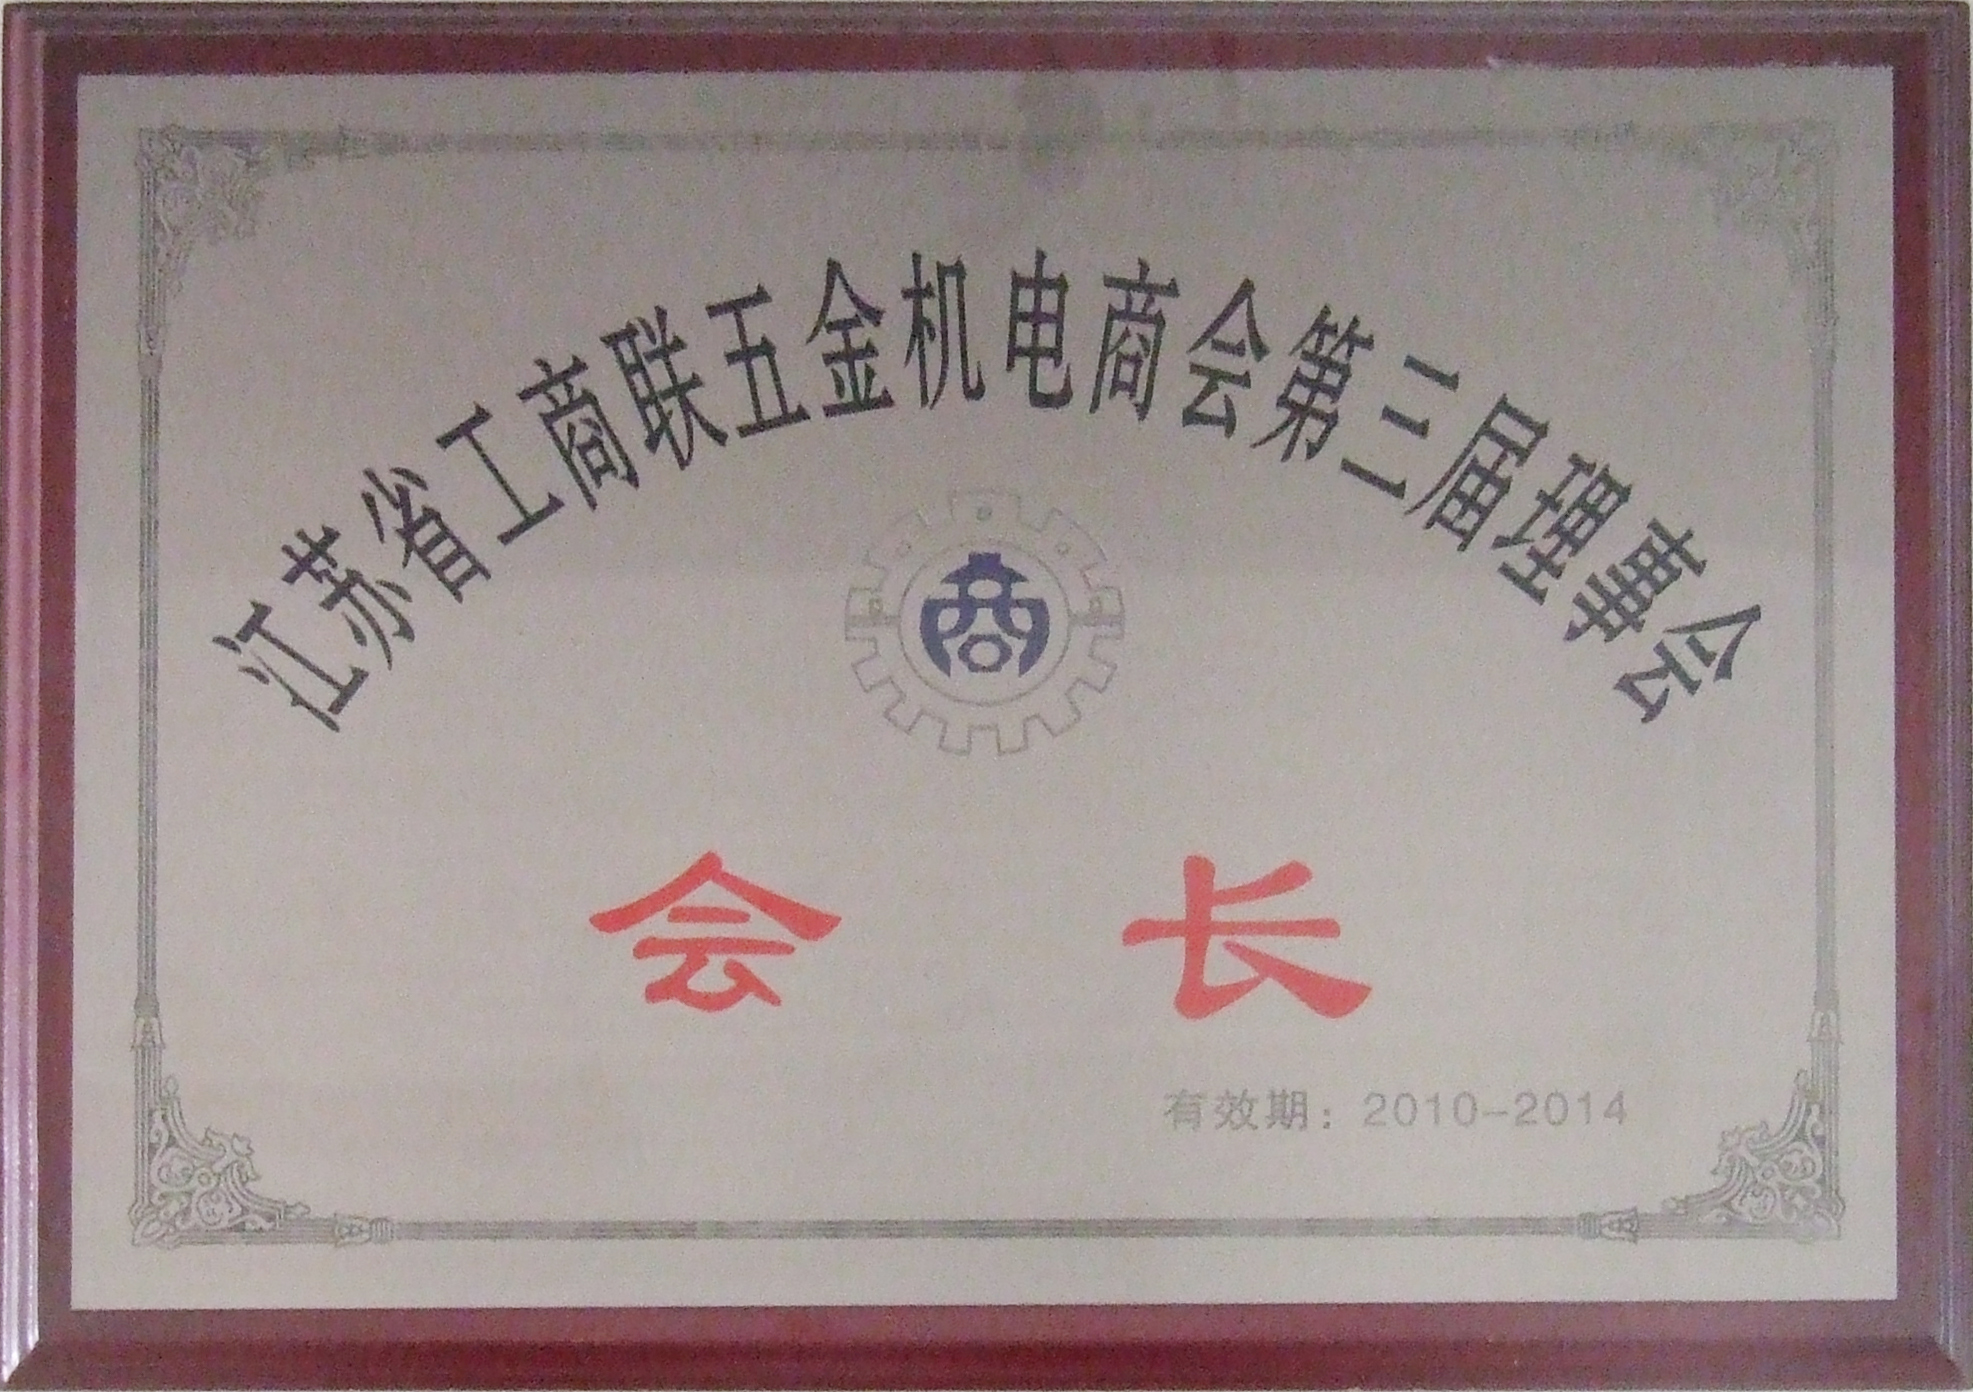 江苏省工商联五金机电商会第三届理事会
商
会长
有效期：2010-2014